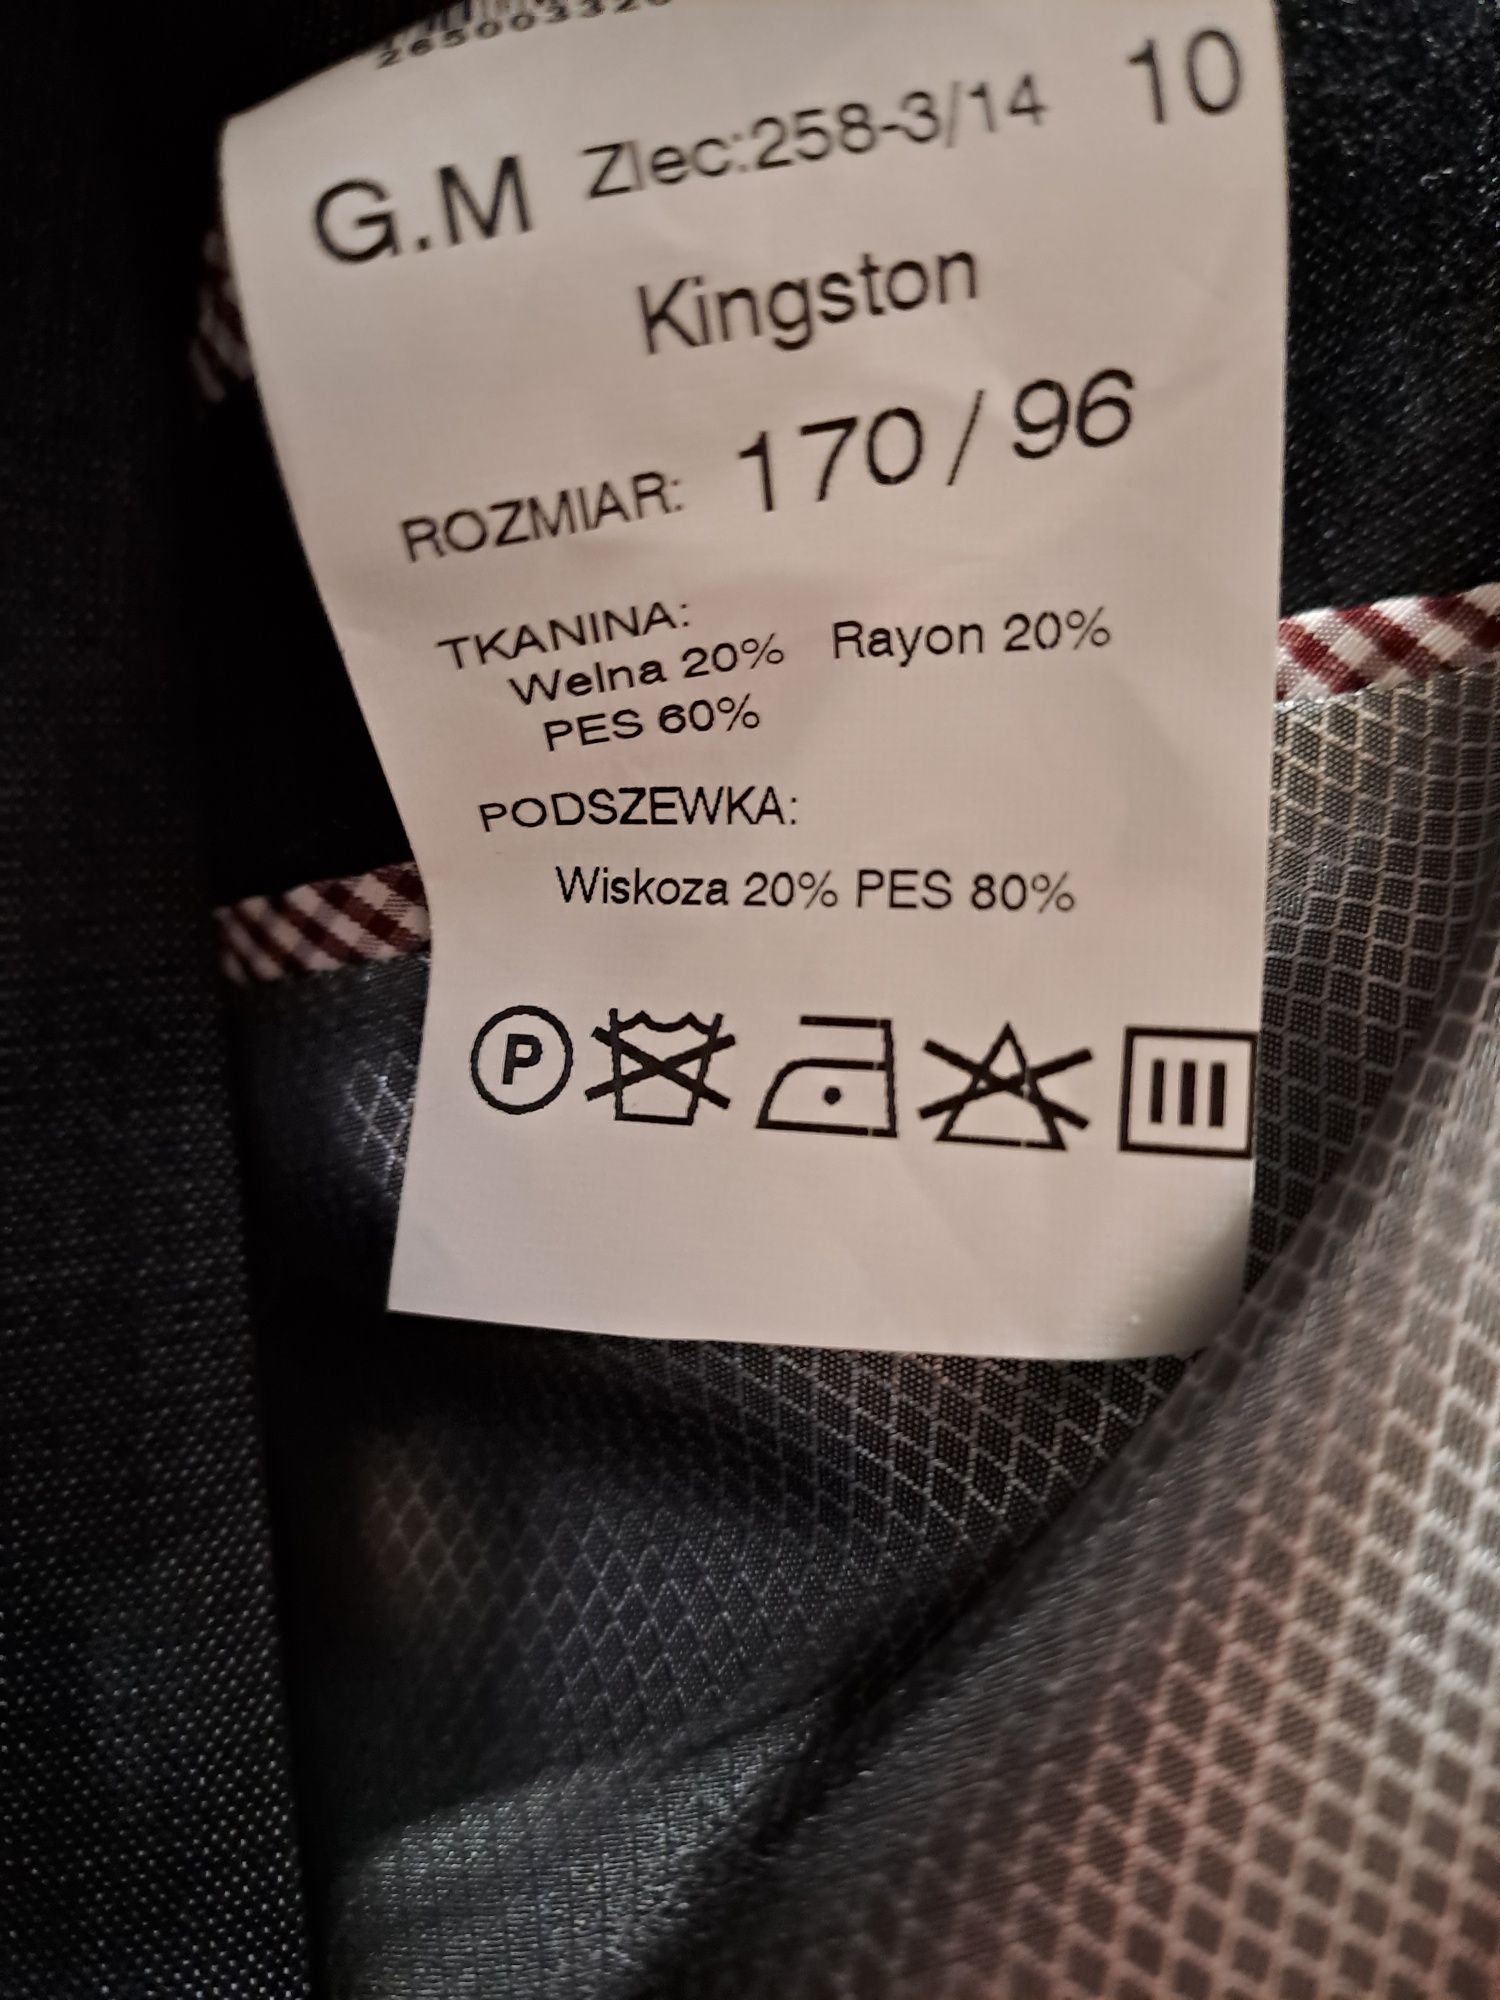 G.M Zlec:258-3/14 10
Kingston
ROZMIAR: 170 / 96
TKANINA:
Welna 20% Rayon 20%
PES 60%
PODSZEWKA:
Wiskoza 20% PES 80%
P